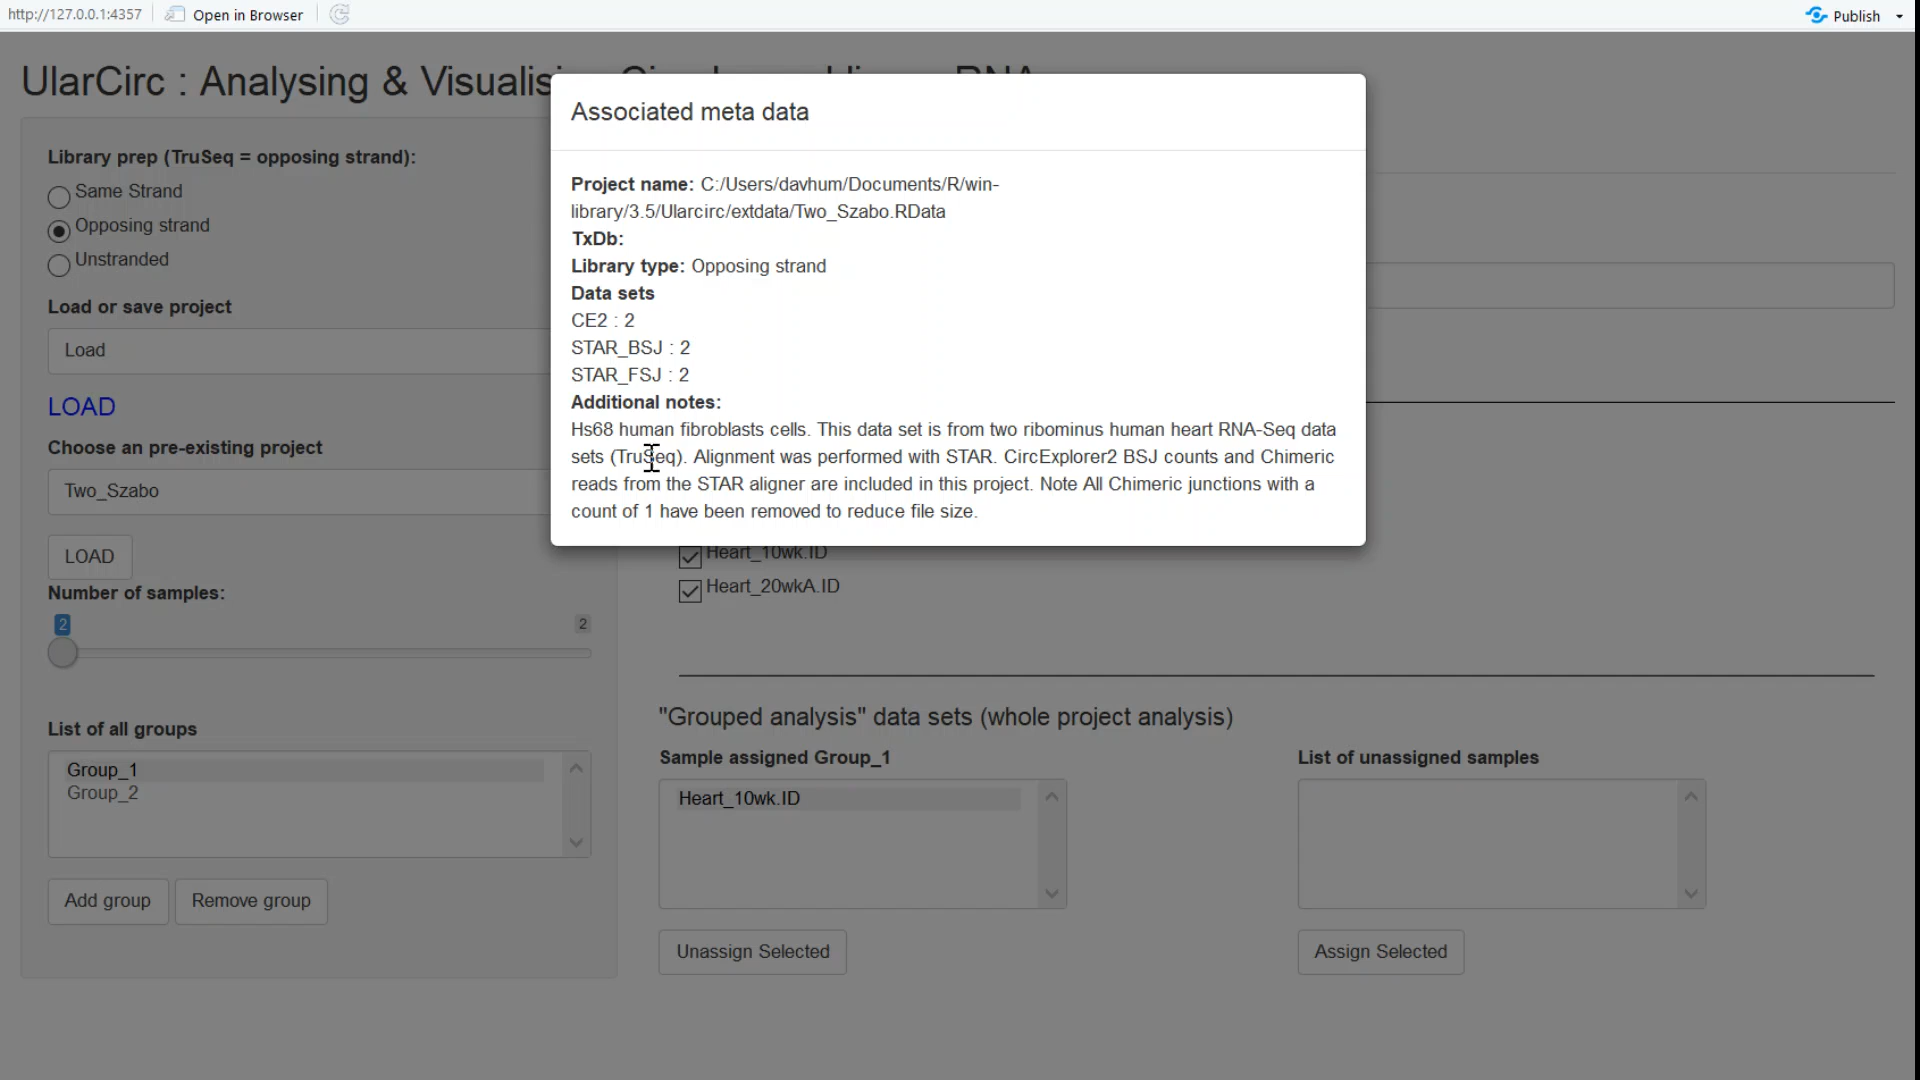 http://127.0.0.1:4357 Open in Browser Publish
UlarCirc : Analysing & Visualisi
Library prep (TruSeq = opposing strand):
Same Strand
Opposing strand
Unstranded
Load or save project
Load
LOAD
Choose an pre-existing project
Two_Szabo
LOAD
Number of samples:
2 2
List of all groups
Group_1
Group_2
Add group Remove group
Associated meta data
Project name: C:/Users/davhum/Documents/R/win-
library/3.5/Ularcirc/extdata/Two_Szabo.RData
TxDb:
Library type: Opposing strand
Data sets
CE2 : 2
STAR_BSJ : 2
STAR_FSJ : 2
Additional notes:
Hs68 human fibroblasts cells. This data set is from two ribominus human heart RNA-Seq data
sets (TruSeq). Alignment was performed with STAR. CircExplorer2 BSJ counts and Chimeric
reads from the STAR aligner are included in this project. Note All Chimeric junctions with a
count of 1 have been removed to reduce file size.
Heart_10wk.ID
Heart_20wkA.ID
"Grouped analysis" data sets (whole project analysis)
Sample assigned Group_1
Heart_10wk.ID
Unassign Selected
List of unassigned samples
Assign Selected